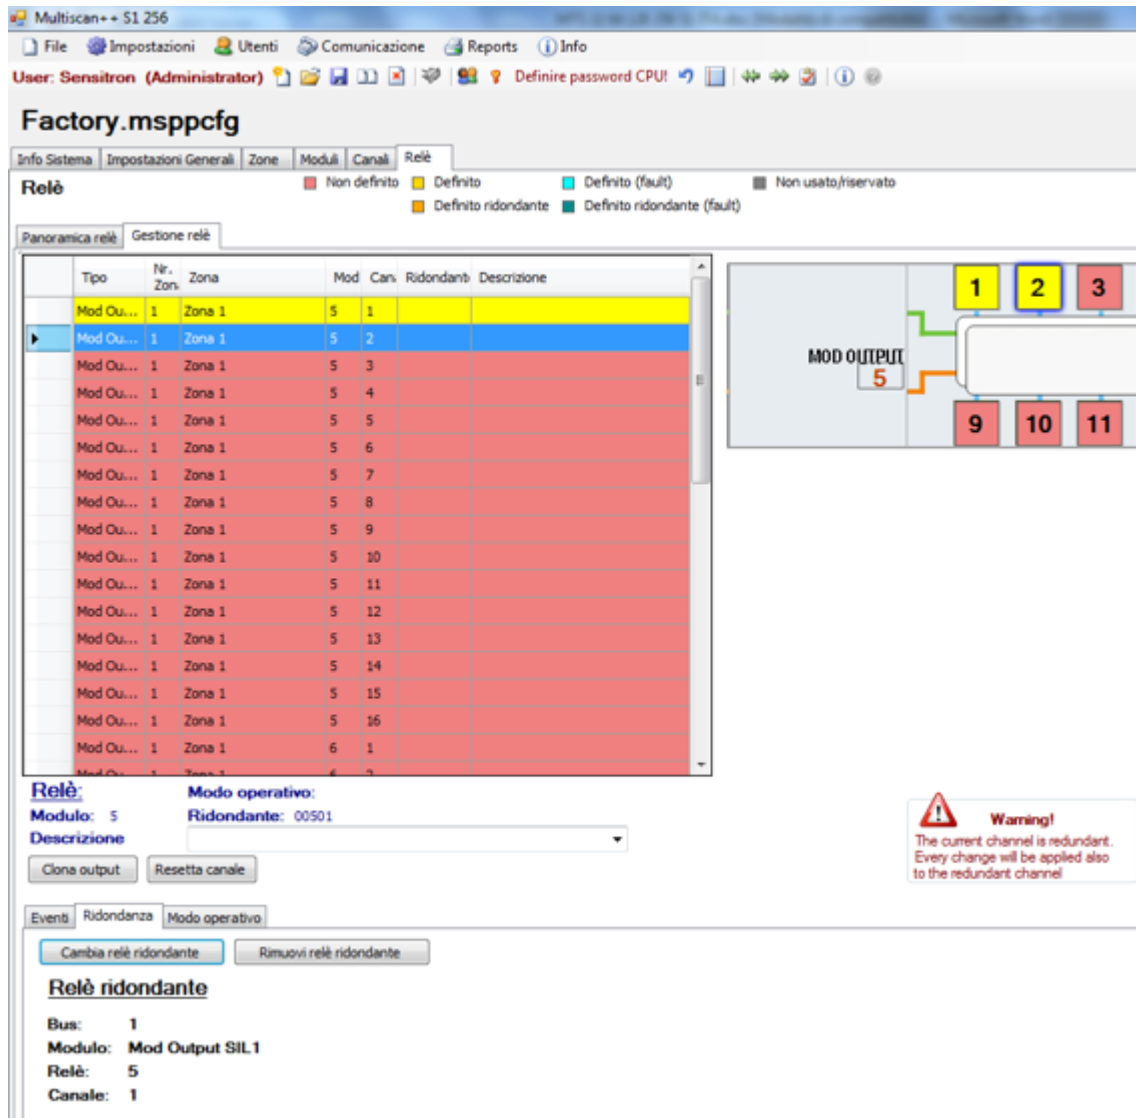 Multiscan++ S1 256
File Impostazioni Utenti Comunicazione Reports Info
User: Sensitron (Administrator) Definire password CPU!
Factory.msppcfg
Info Sistema Impostazioni Generali Zone Moduli Canali Relè
Relè
Non definito Definito Definito (fault) Non usato/riservato
Definito ridondante Definito ridondante (fault)
Panoramica relè Gestione relè
Tipo Nr. Zon. Zona Mod Can. Ridondant Descrizione
Mod Ou... 1 Zona 1 5 1
Mod Ou... 1 Zona 1 5 2
Mod Ou... 1 Zona 1 5 3
Mod Ou... 1 Zona 1 5 4
Mod Ou... 1 Zona 1 5 5
Mod Ou... 1 Zona 1 5 6
Mod Ou... 1 Zona 1 5 7
Mod Ou... 1 Zona 1 5 8
Mod Ou... 1 Zona 1 5 9
Mod Ou... 1 Zona 1 5 10
Mod Ou... 1 Zona 1 5 11
Mod Ou... 1 Zona 1 5 12
Mod Ou... 1 Zona 1 5 13
Mod Ou... 1 Zona 1 5 14
Mod Ou... 1 Zona 1 5 15
Mod Ou... 1 Zona 1 5 16
Mod Ou... 1 Zona 1 6 1
1 2 3
MOD OUTPUT
5
9 10 11
Relè: Modo operativo:
Modulo: 5 Ridondante: 00501
Descrizione
Clona output Resetta canale
Warning!
The current channel is redundant.
Every change will be applied also
to the redundant channel
Eventi Ridondanza Modo operativo
Cambia relè ridondante Rimuovi relè ridondante
Relè ridondante
Bus: 1
Modulo: Mod Output SIL1
Relè: 5
Canale: 1